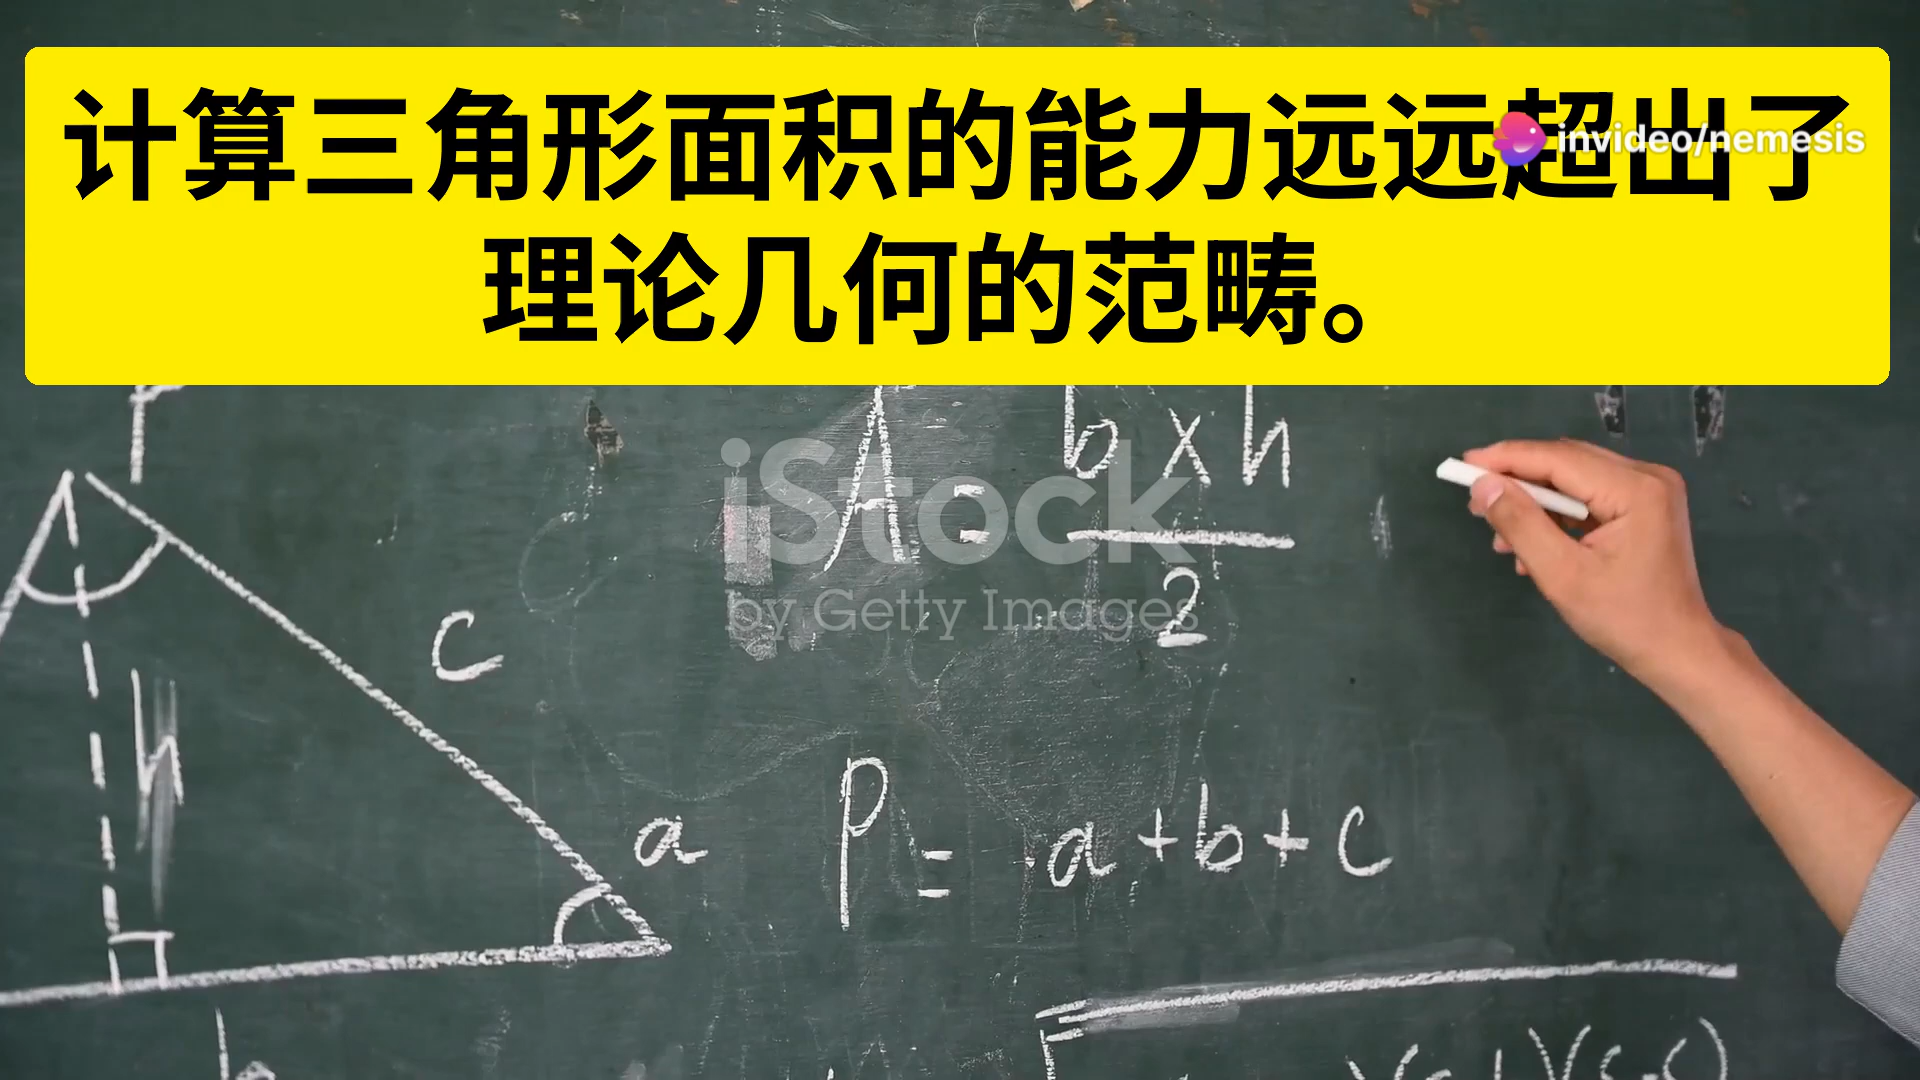 计算三角形面积的能力远远超出了
invideo/nemesis
理论几何的范畴。
A = b x h
2
iStock
by Getty Images
c
h
a
P = a + b + c
b